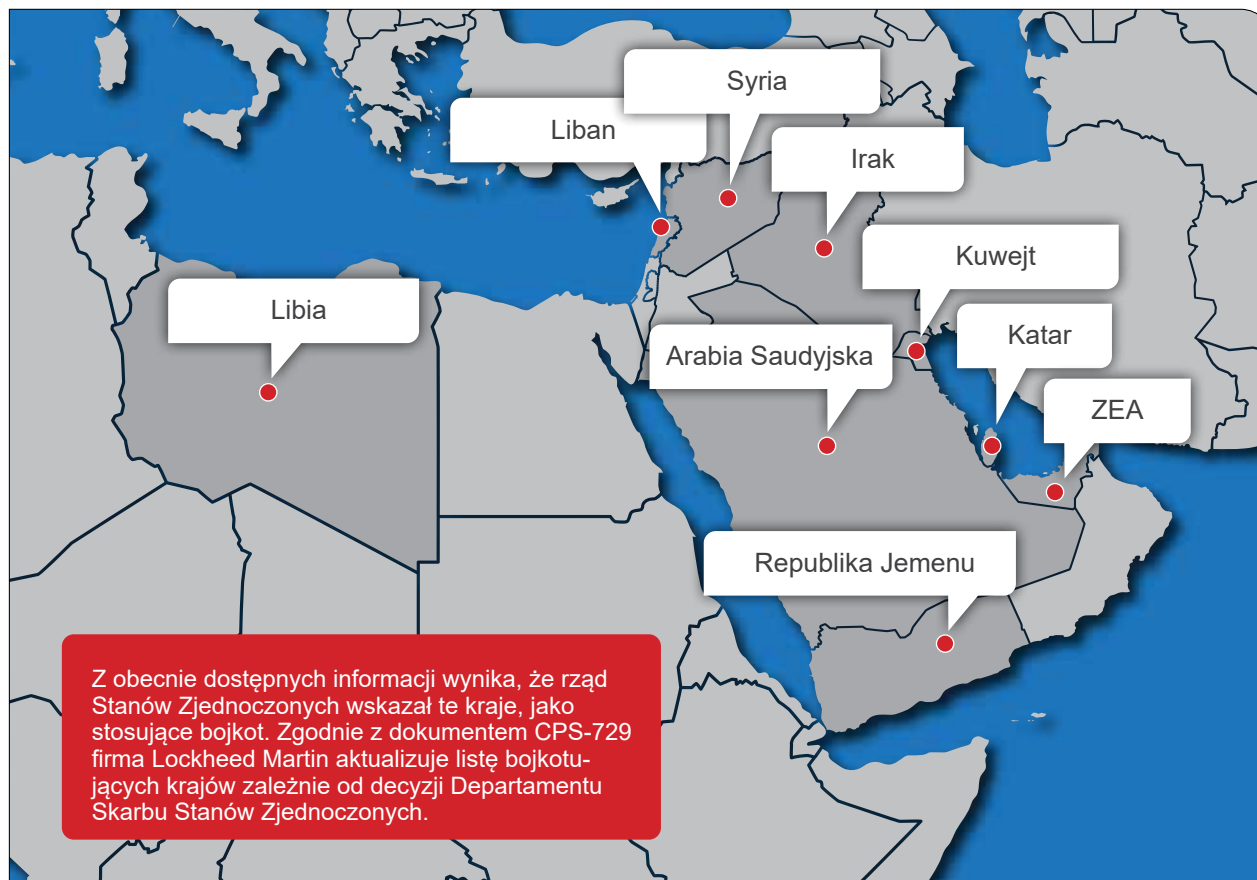 Syria
Liban
Irak
Kuwejt
Libia
Katar
Arabia Saudyjska
ZEA
Republika Jemenu
Z obecnie dostępnych informacji wynika, że rząd
Stanów Zjednoczonych wskazał te kraje, jako
stosujące bojkot. Zgodnie z dokumentem CPS-729
firma Lockheed Martin aktualizuje listę bojkotu-
jących krajów zależnie od decyzji Departamentu
Skarbu Stanów Zjednoczonych.